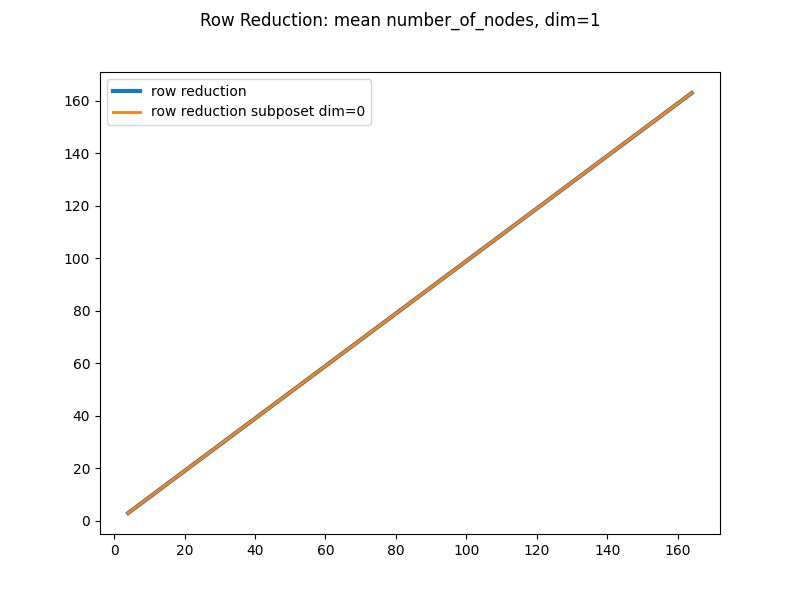 Row Reduction: mean number_of_nodes, dim=1
row reduction
row reduction subposet dim=0
160
140
120
100
80
60
40
20
0
0 20 40 60 80 100 120 140 160